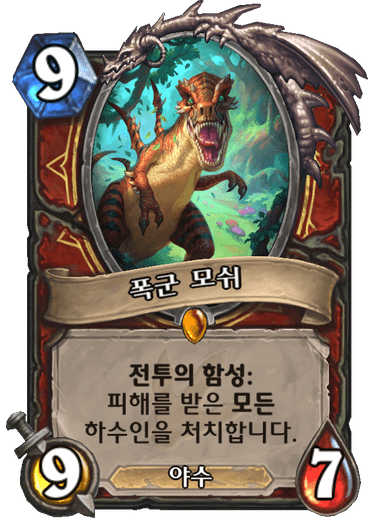 9
폭군 모쉬
전투의 함성:
피해를 받은 모든
하수인을 처치합니다.
9
야수
7